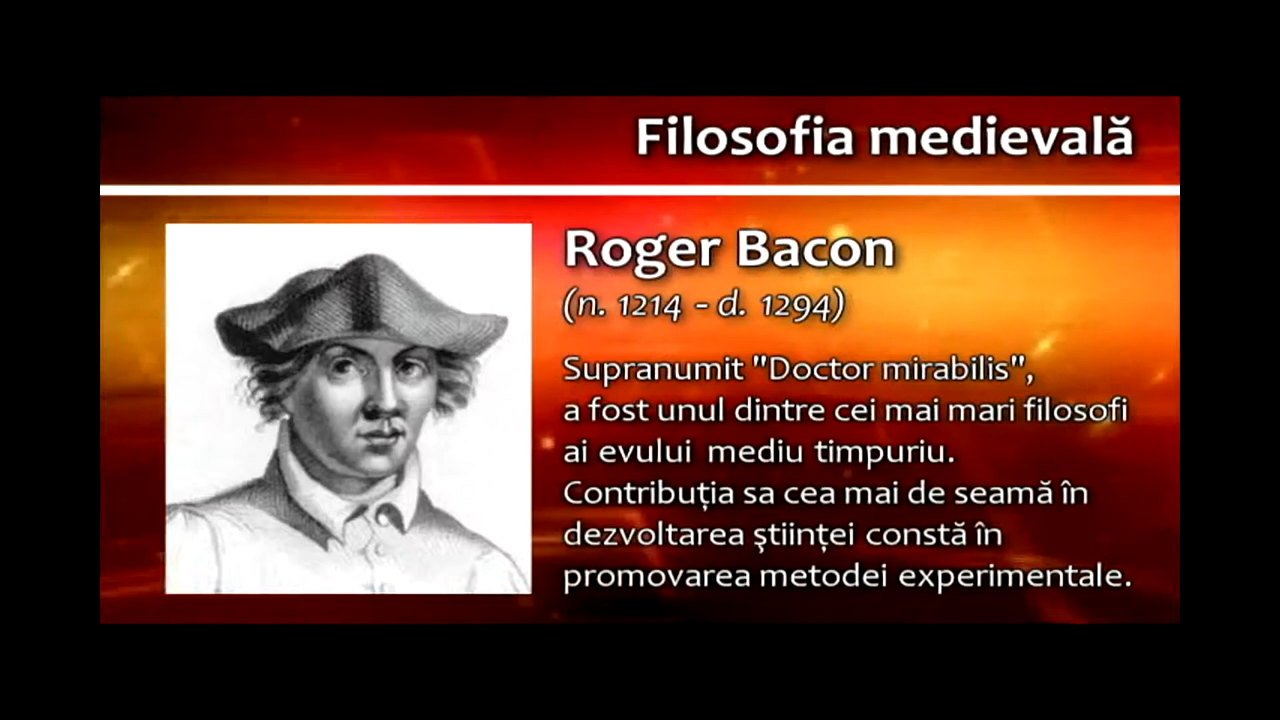 Filosofia medievală
Roger Bacon
(n. 1214 - d. 1294)
Supranumit "Doctor mirabilis",
a fost unul dintre cei mai mari filosofi
ai evului mediu timpuriu.
Contribuția sa cea mai de seamă în
dezvoltarea ştiinței constă în
promovarea metodei experimentale.